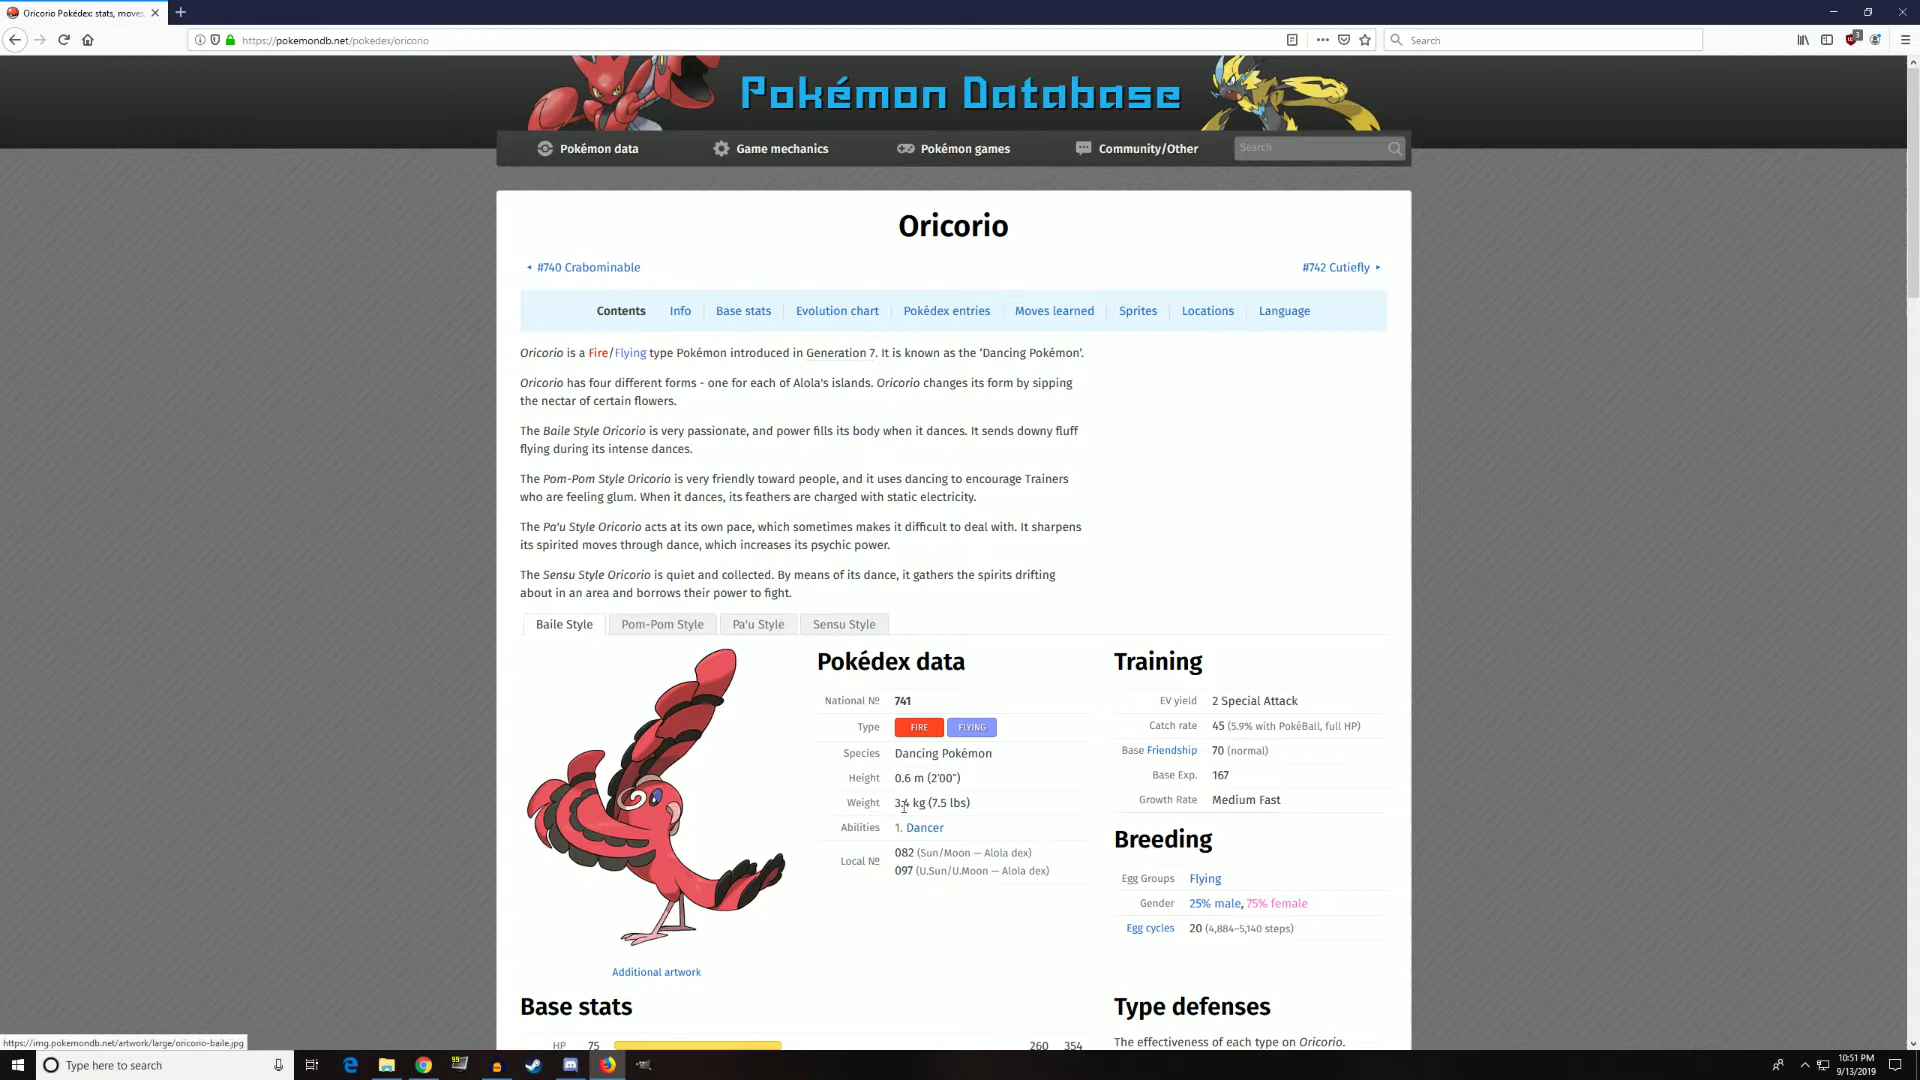 Oricorio Pokédex: stats, moves,
https://pokemondb.net/pokedex/oricorio
Search
3
Pokémon Database
Pokémon data
Game mechanics
Pokémon games
Community/Other
Search
Oricorio
#740 Crabominable
#742 Cutiefly
Contents Info Base stats Evolution chart Pokédex entries Moves learned Sprites Locations Language
Oricorio is a Fire/Flying type Pokémon introduced in Generation 7. It is known as the ‘Dancing Pokémon’.
Oricorio has four different forms - one for each of Alola's islands. Oricorio changes its form by sipping
the nectar of certain flowers.
The Baile Style Oricorio is very passionate, and power fills its body when it dances. It sends downy fluff
flying during its intense dances.
The Pom-Pom Style Oricorio is very friendly toward people, and it uses dancing to encourage Trainers
who are feeling glum. When it dances, its feathers are charged with static electricity.
The Pa'u Style Oricorio acts at its own pace, which sometimes makes it difficult to deal with. It sharpens
its spirited moves through dance, which increases its psychic power.
The Sensu Style Oricorio is quiet and collected. By means of its dance, it gathers the spirits drifting
about in an area and borrows their power to fight.
Baile Style Pom-Pom Style Pa'u Style Sensu Style
Additional artwork
Pokédex data
National № 741
Type FIRE FLYING
Species Dancing Pokémon
Height 0.6 m (2′00″)
Weight 3.4 kg (7.5 lbs)
Abilities 1. Dancer
Local № 082 (Sun/Moon — Alola dex)
097 (U.Sun/U.Moon — Alola dex)
Training
EV yield 2 Special Attack
Catch rate 45 (5.9% with PokéBall, full HP)
Base Friendship 70 (normal)
Base Exp. 167
Growth Rate Medium Fast
Breeding
Egg Groups Flying
Gender 25% male, 75% female
Egg cycles 20 (4,884–5,140 steps)
Base stats
HP 75 260 354
Type defenses
The effectiveness of each type on Oricorio.
https://img.pokemondb.net/artwork/large/oricorio-baile.jpg
Type here to search
10:51 PM
9/13/2019